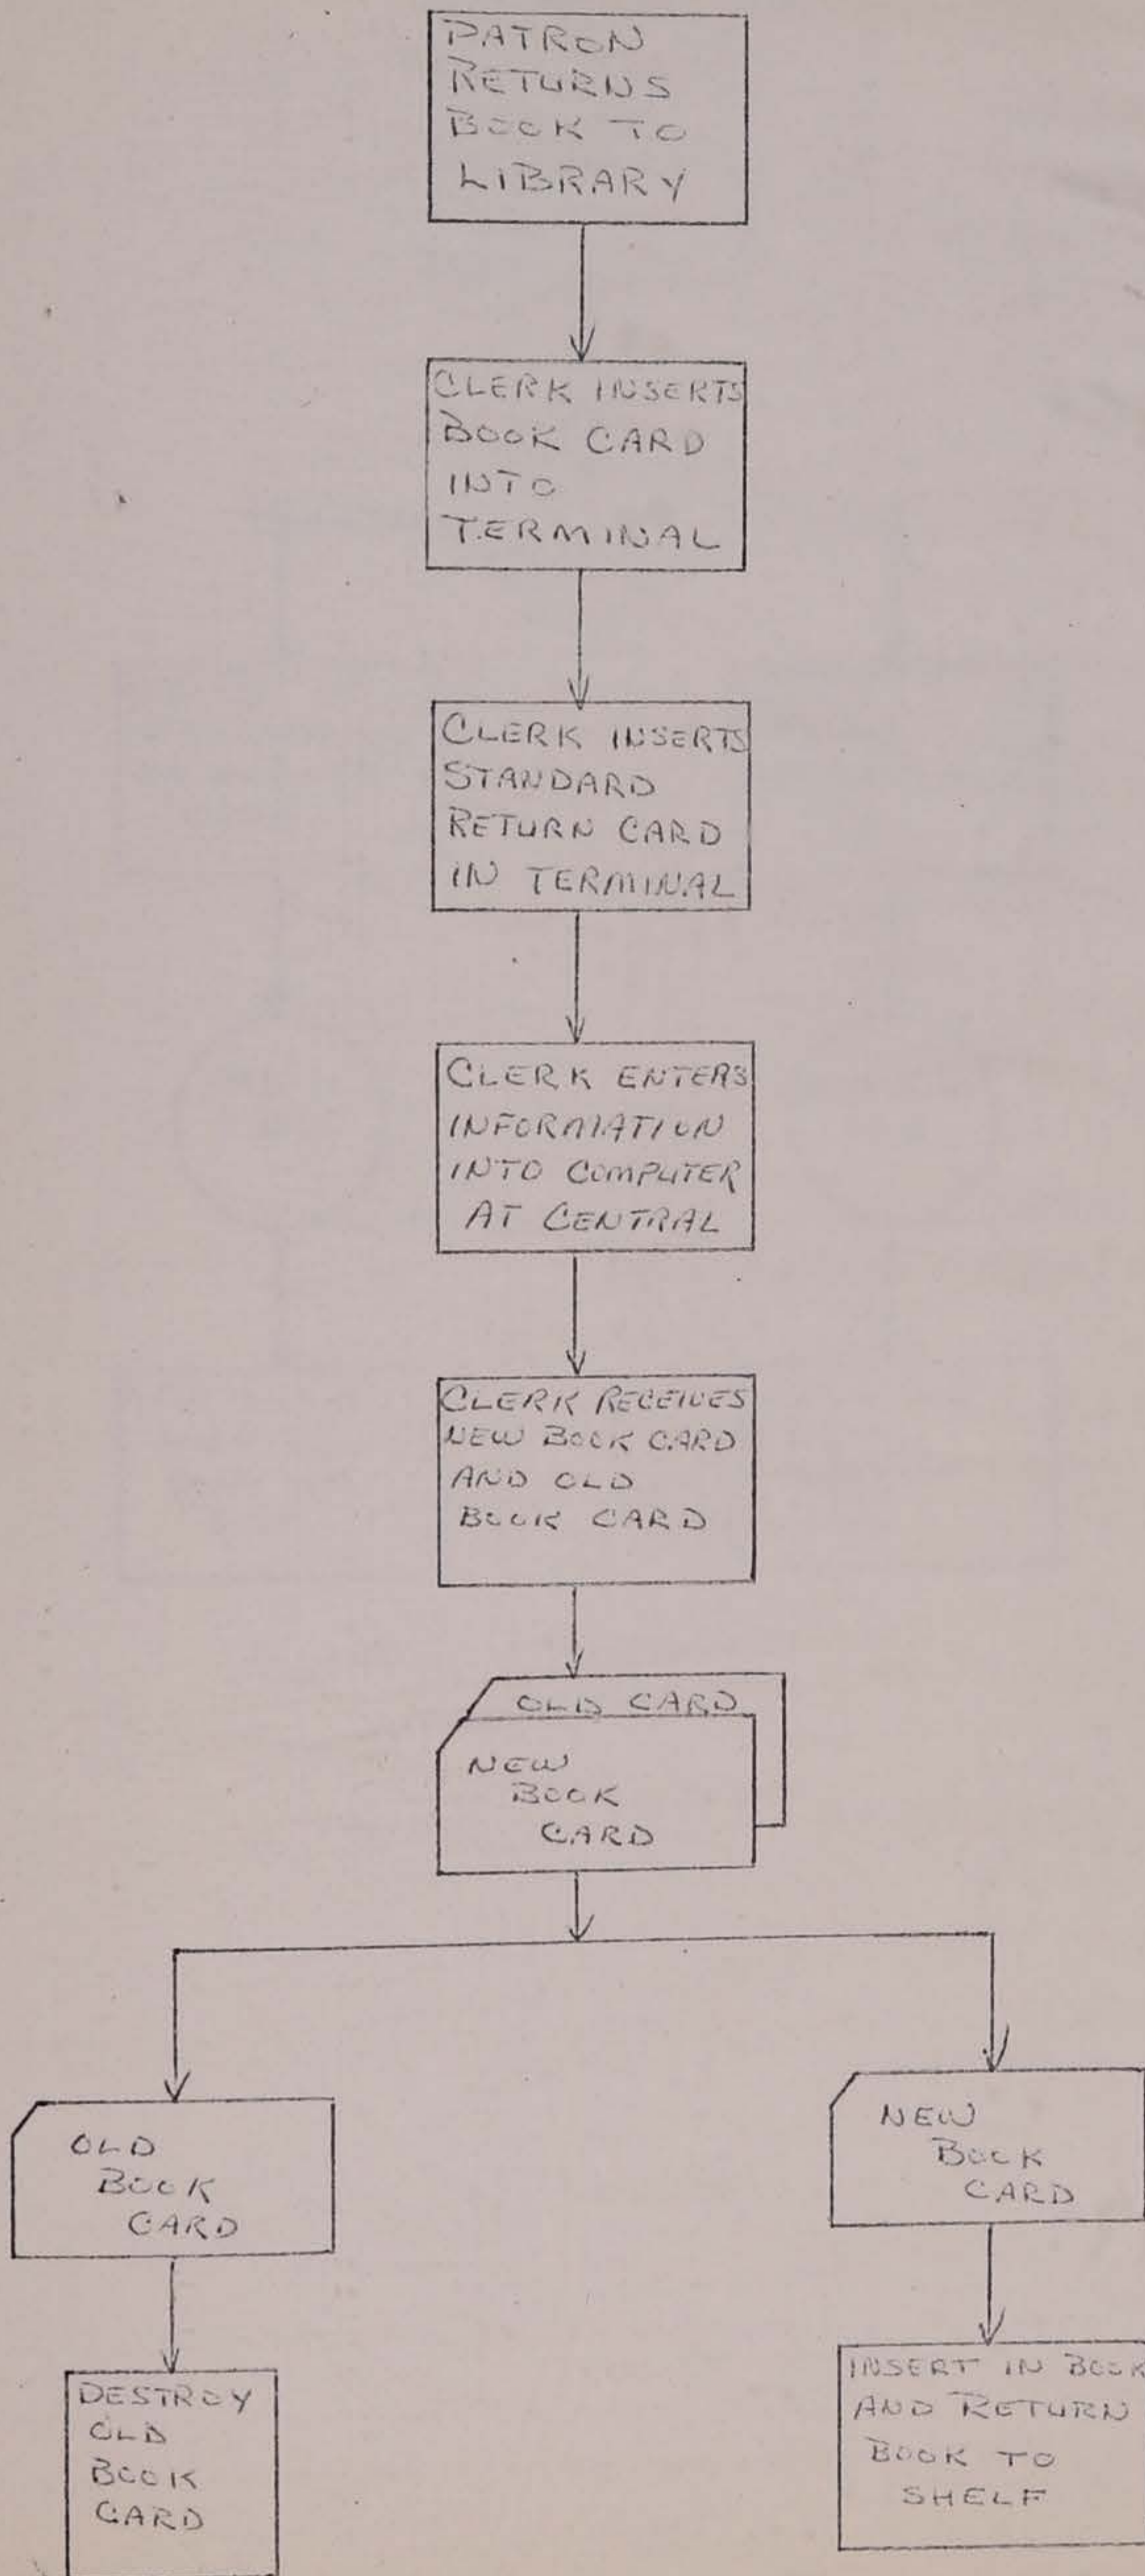 PATRON
RETURNS
BOOK TO
LIBRARY
CLERK INSERTS
BOOK CARD
INTO
TERMINAL
CLERK INSERTS
STANDARD
RETURN CARD
IN TERMINAL
CLERK ENTERS
INFORMATION
INTO COMPUTER
AT CENTRAL
CLERK RECEIVES
NEW BOOK CARD
AND OLD
BOOK CARD
OLD CARD
NEW
BOOK
CARD
OLD
BOOK
CARD
NEW
BOOK
CARD
DESTROY
OLD
BOOK
CARD
INSERT IN BOOK
AND RETURN
BOOK TO
SHELF